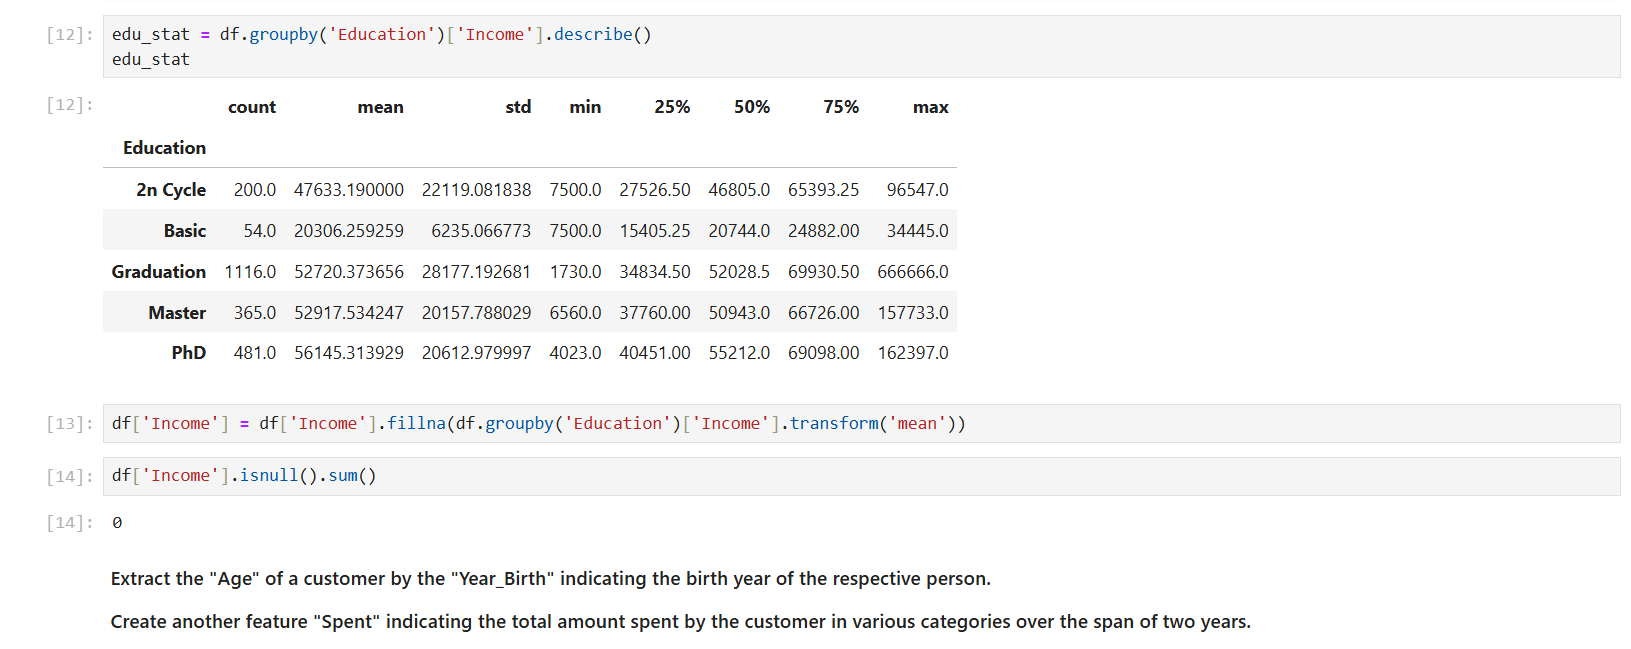 [12]: edu_stat = df.groupby('Education')['Income'].describe()
edu_stat
[12]: count mean std min 25% 50% 75% max
Education
2n Cycle 200.0 47633.190000 22119.081838 7500.0 27526.50 46805.0 65393.25 96547.0
Basic 54.0 20306.259259 6235.066773 7500.0 15405.25 20744.0 24882.00 34445.0
Graduation 1116.0 52720.373656 28177.192681 1730.0 34834.50 52028.5 69930.50 666666.0
Master 365.0 52917.534247 20157.788029 6560.0 37760.00 50943.0 66726.00 157733.0
PhD 481.0 56145.313929 20612.979997 4023.0 40451.00 55212.0 69098.00 162397.0
[13]: df['Income'] = df['Income'].fillna(df.groupby('Education')['Income'].transform('mean'))
[14]: df['Income'].isnull().sum()
[14]: 0
Extract the "Age" of a customer by the "Year_Birth" indicating the birth year of the respective person.
Create another feature "Spent" indicating the total amount spent by the customer in various categories over the span of two years.